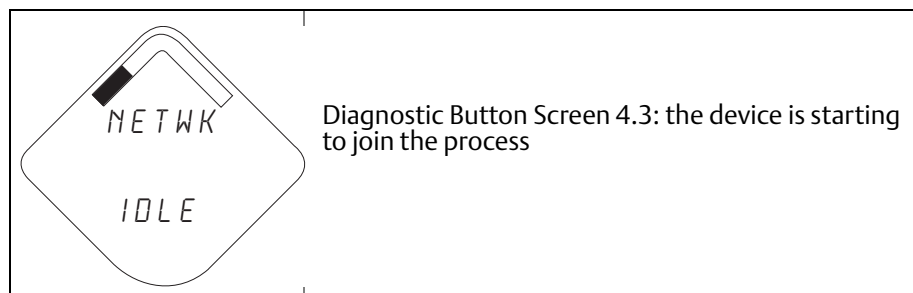 NETWK
IDLE
Diagnostic Button Screen 4.3: the device is starting
to join the process